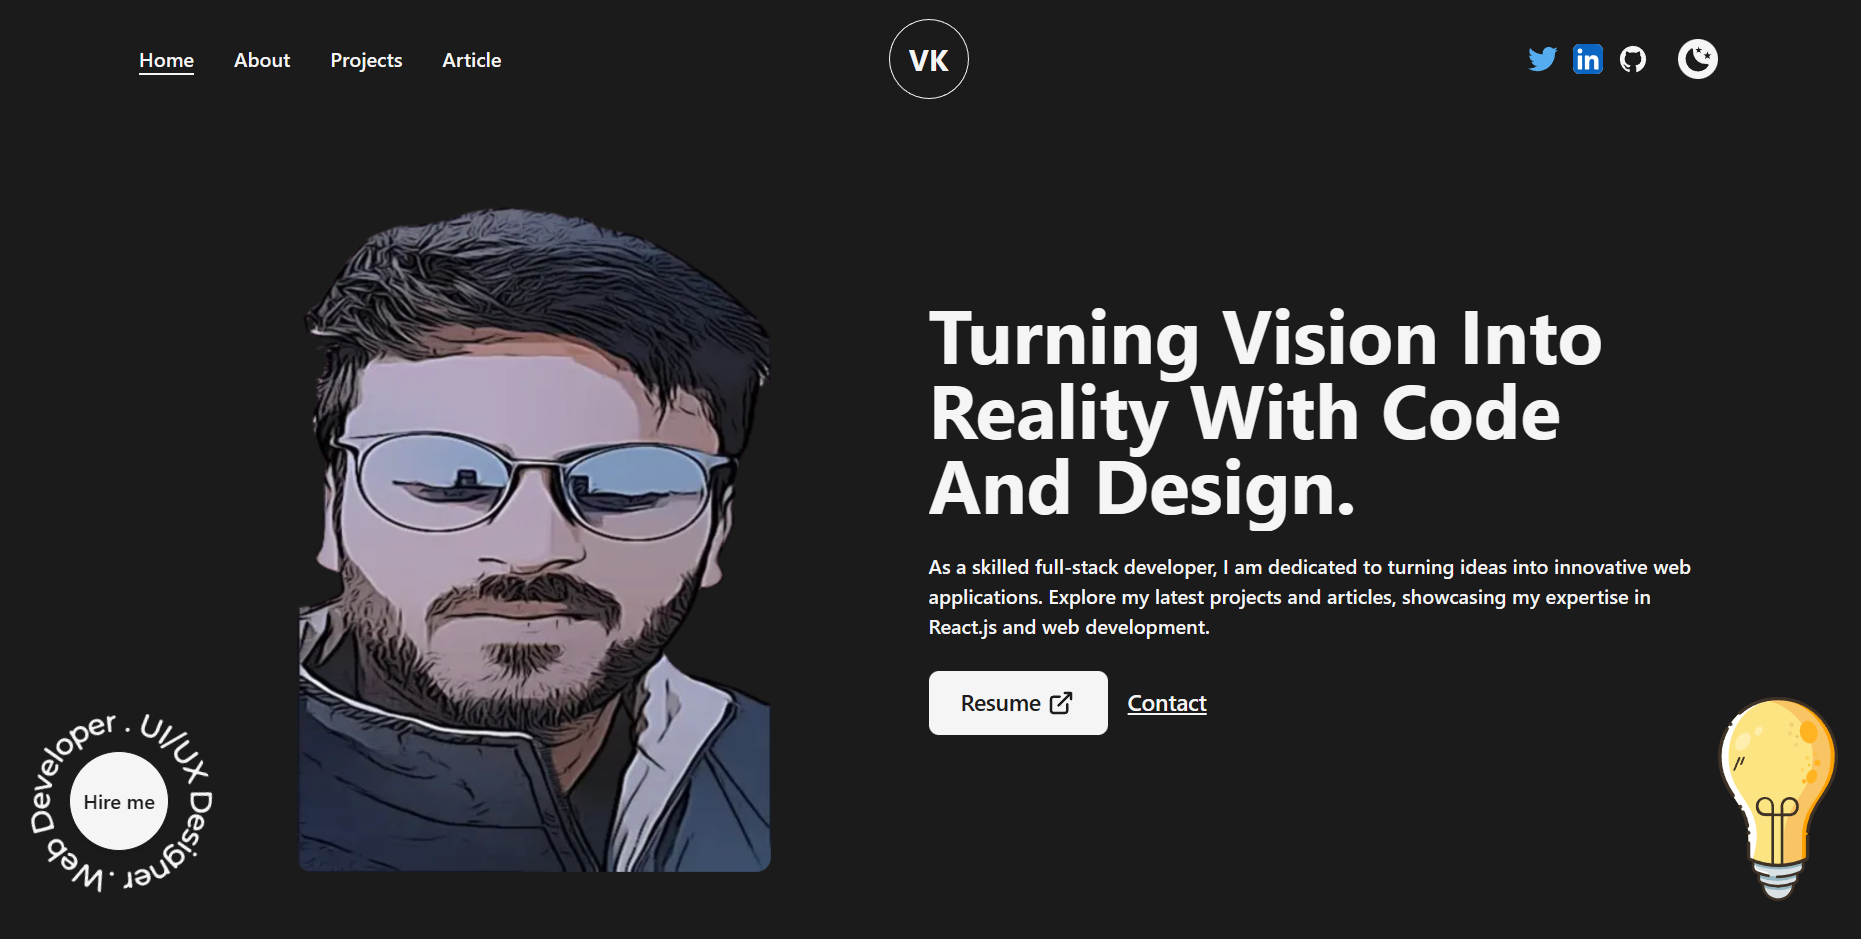 Home About Projects Article
VK
in
Turning Vision Into
Reality With Code
And Design.
As a skilled full-stack developer, I am dedicated to turning ideas into innovative web
applications. Explore my latest projects and articles, showcasing my expertise in
React.js and web development.
Resume Contact
Web Developer . UI/UX Designer .
Hire me